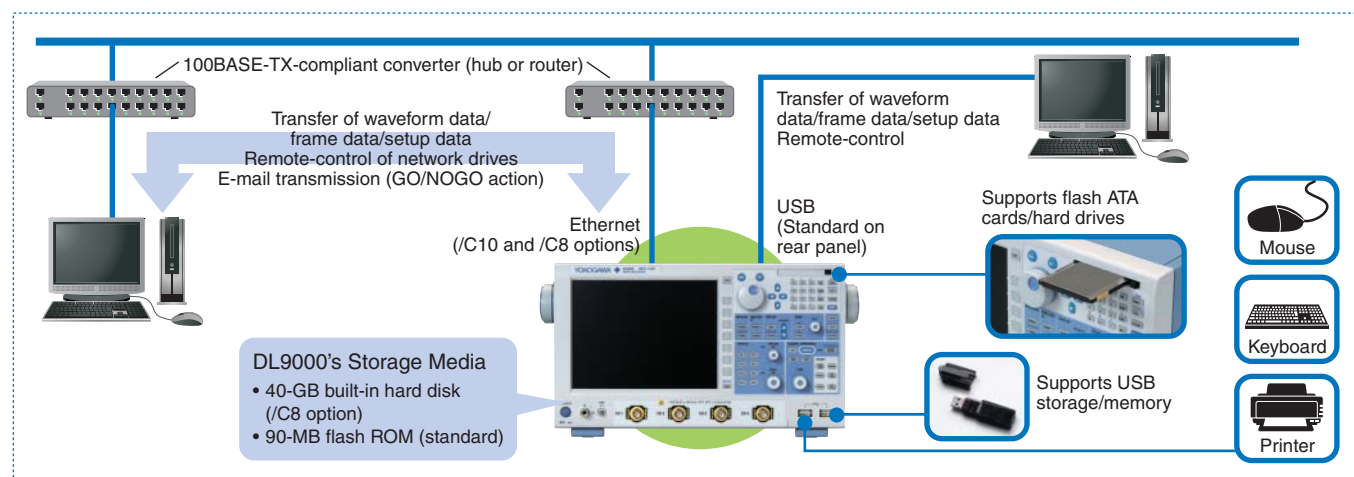 100BASE-TX-compliant converter (hub or router)
Transfer of waveform data/
frame data/setup data
Remote-control of network drives
E-mail transmission (GO/NOGO action)
Transfer of waveform
data/frame data/setup data
Remote-control
Ethernet
(/C10 and /C8 options)
USB
(Standard on
rear panel)
Supports flash ATA
cards/hard drives
Mouse
Keyboard
YOKOGAWA
DL9000's Storage Media
• 40-GB built-in hard disk
(/C8 option)
• 90-MB flash ROM (standard)
Supports USB
storage/memory
Printer